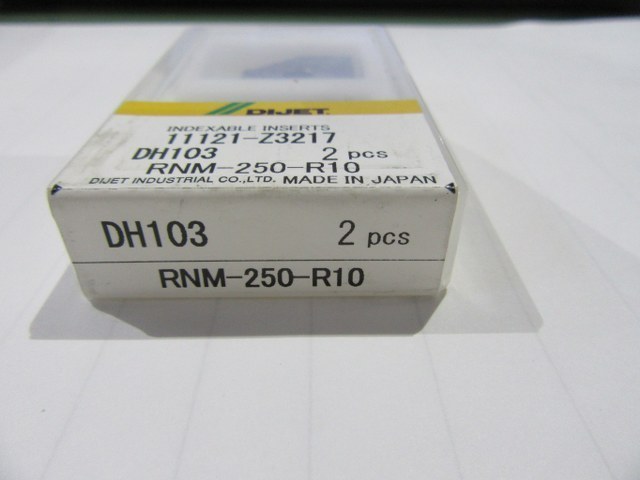 DIJET
INDEXABLE INSERTS
11121-Z3217
DH103 2 pcs
RNM-250-R10
DIJET INDUSTRIAL CO.,LTD. MADE IN JAPAN
DH103 2 pcs
RNM-250-R10